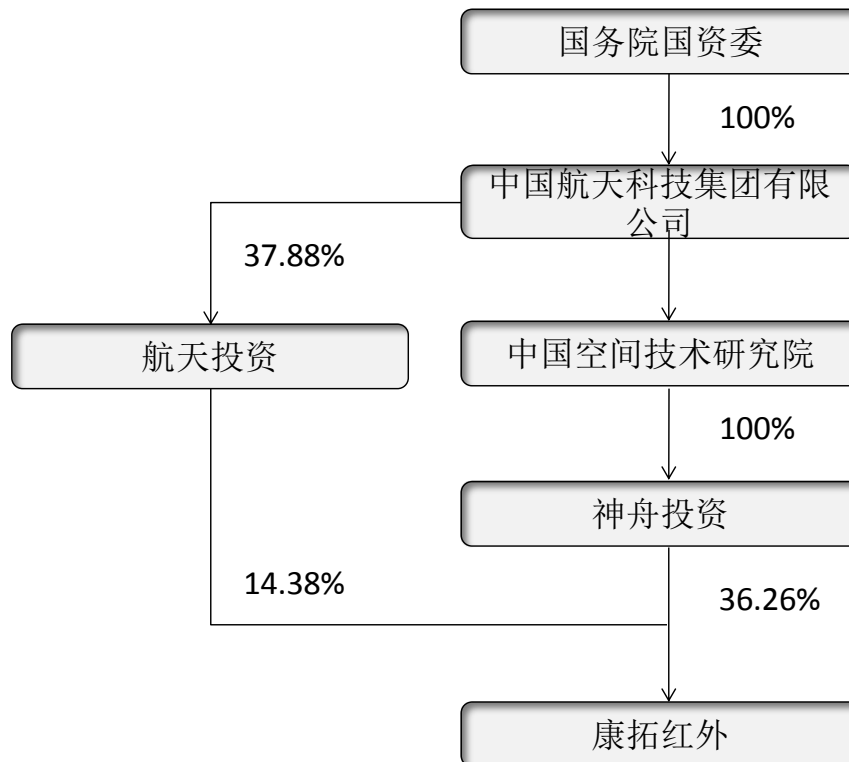 国务院国资委
100%
中国航天科技集团有限
公司
37.88%
航天投资
中国空间技术研究院
100%
神舟投资
14.38%
36.26%
康拓红外